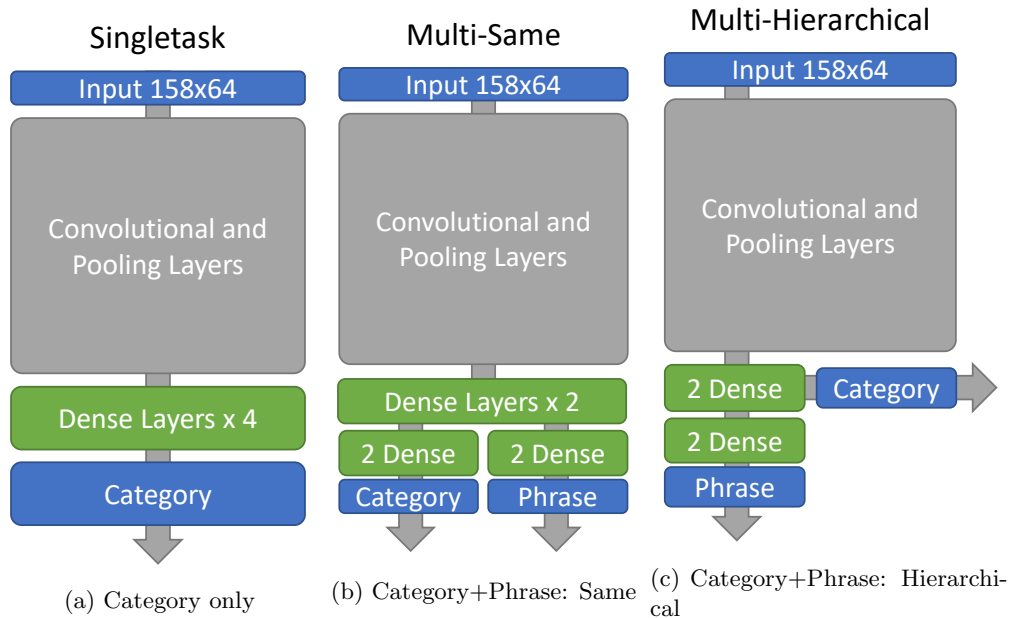 Singletask
Input 158x64
Convolutional and
Pooling Layers
Dense Layers x 4
Category
(a) Category only
Multi-Same
Input 158x64
Convolutional and
Pooling Layers
Dense Layers x 2
2 Dense
2 Dense
Category
Phrase
(b) Category+Phrase: Same
Multi-Hierarchical
Input 158x64
Convolutional and
Pooling Layers
2 Dense
Category
2 Dense
Phrase
(c) Category+Phrase: Hierarchi-
cal